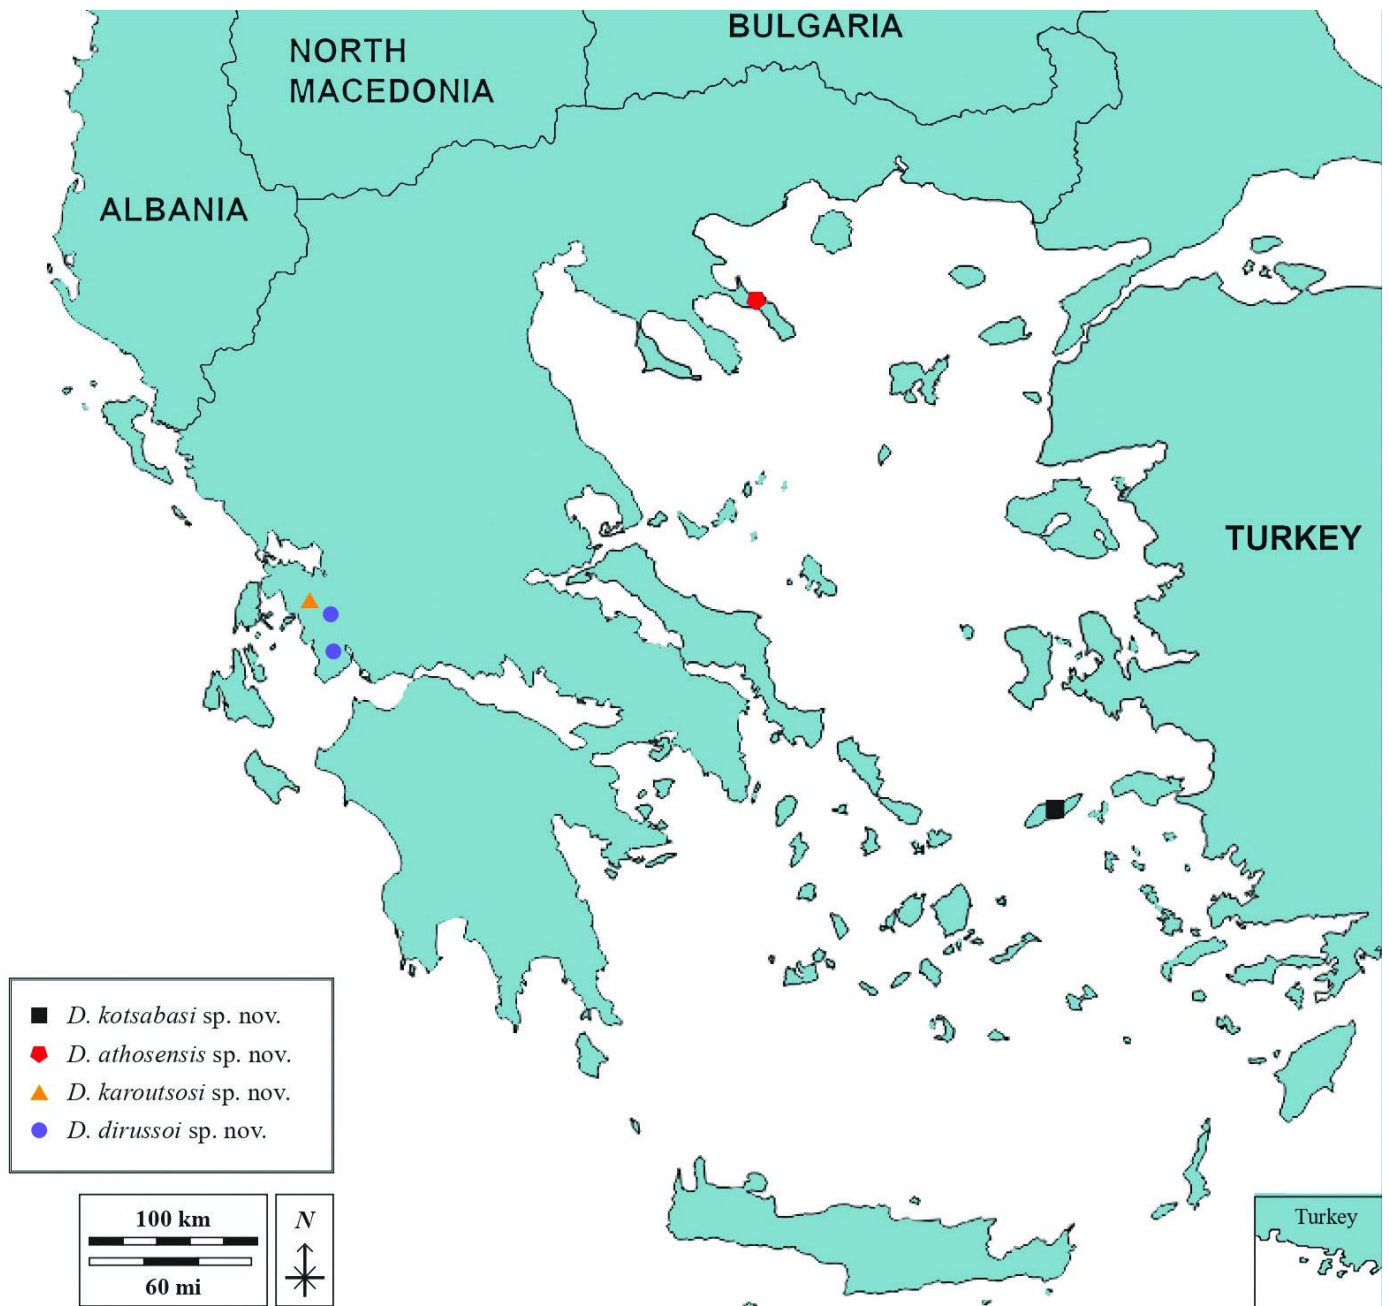 BULGARIA
NORTH
MACEDONIA
ALBANIA
TURKEY
D. kotsabasi sp. nov.
D. athosensis sp. nov.
D. karoutsosi sp. nov.
D. dirussoi sp. nov.
100 km
60 mi
N
Turkey